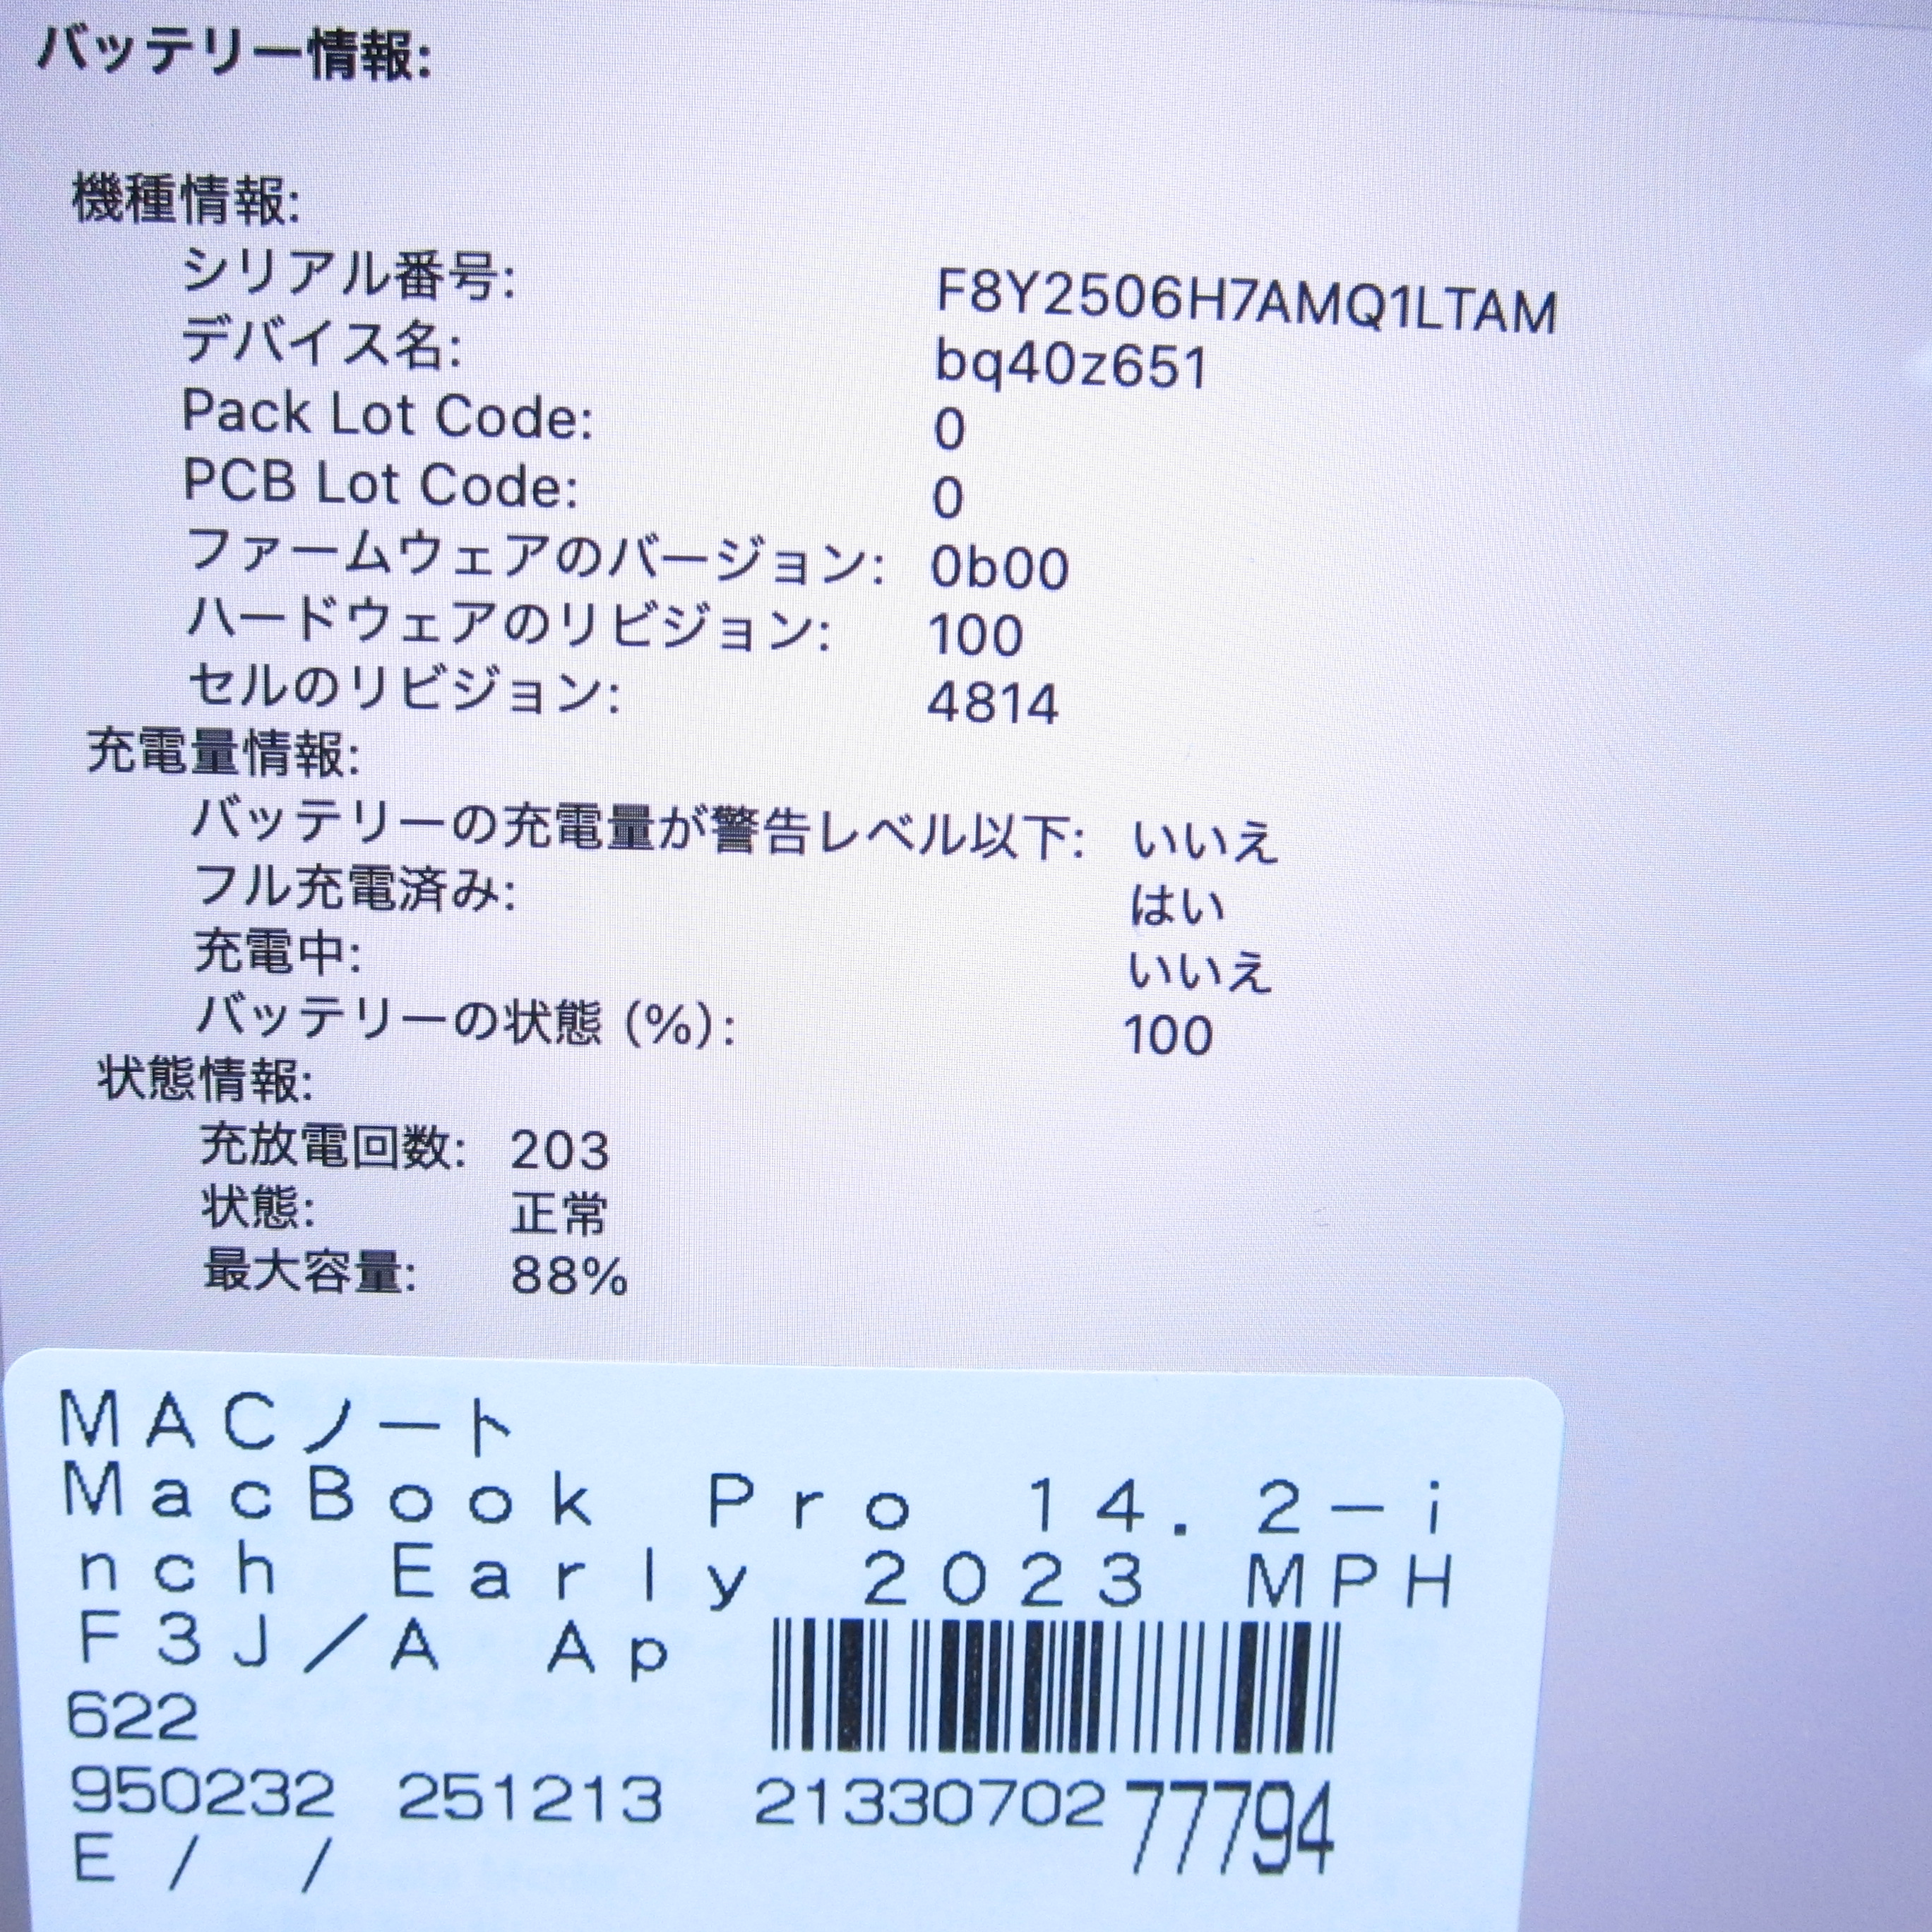 バッテリー情報:
機種情報:
シリアル番号: F8Y2506H7AMQ1LTAM
デバイス名: bq40z651
Pack Lot Code: 0
PCB Lot Code: 0
ファームウェアのバージョン: 0b00
ハードウェアのリビジョン: 100
セルのリビジョン: 4814
充電量情報:
バッテリーの充電量が警告レベル以下: いいえ
フル充電済み: はい
充電中: いいえ
バッテリーの状態 (%): 100
状態情報:
充放電回数: 203
状態: 正常
最大容量: 88%
MACノート
MacBook Pro 14.2-i
nch Early 2023 MPH
F3J/A Ap
622
950232 251213 2133070277794
E / /